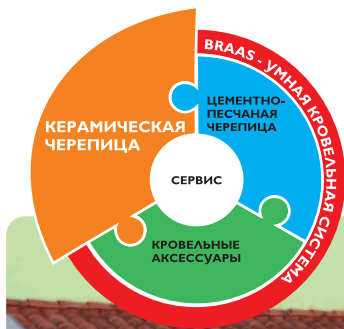 BRAAS - УМНАЯ КРОВЕЛЬНАЯ СИСТЕМА
ЦЕМЕНТНО-
ПЕСЧАНАЯ
ЧЕРЕПИЦА
КЕРАМИЧЕСКАЯ
ЧЕРЕПИЦА
СЕРВИС
КРОВЕЛЬНЫЕ
АКСЕССУАРЫ